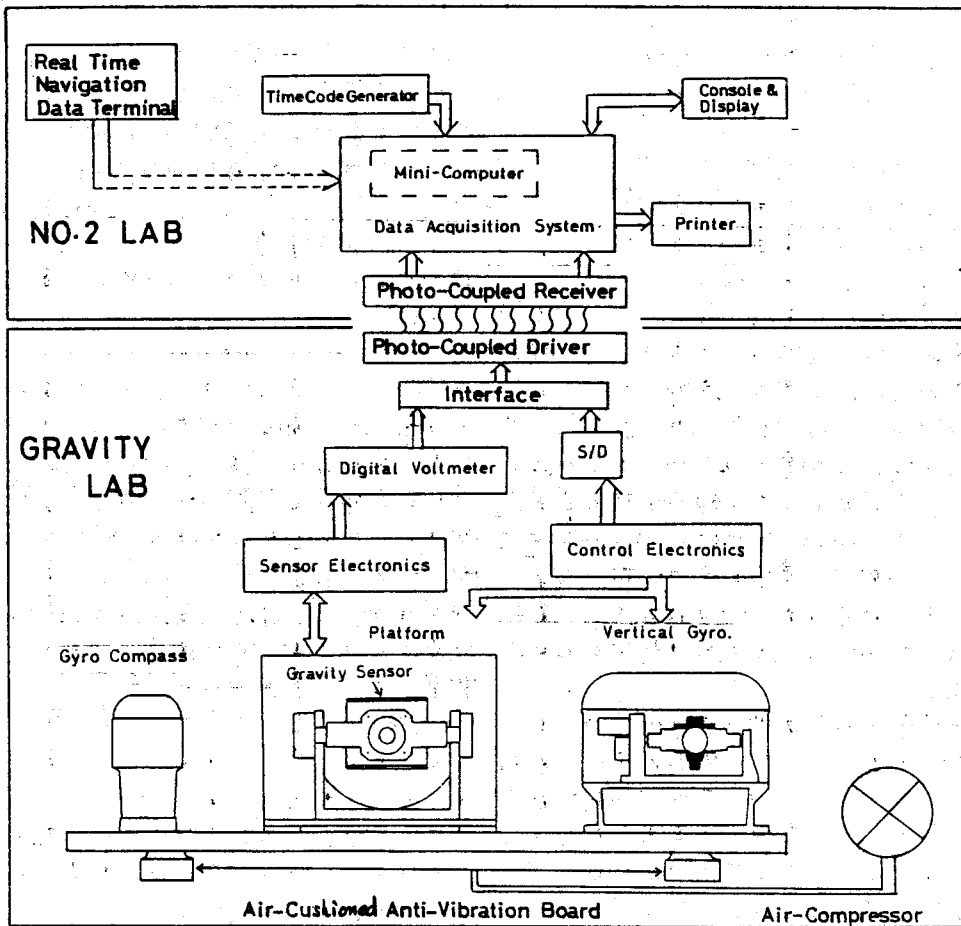 Real Time
Navigation
Data Terminal
TimeCodeGenerator
Console &
Display
Mini-Computer
Data Acquisition System
Printer
NO.2 LAB
Photo-Coupled Receiver
Photo-Coupled Driver
Interface
GRAVITY
LAB
Digital Voltmeter
S/D
Sensor Electronics
Control Electronics
Platform
Vertical Gyro.
Gyro Compass
Gravity Sensor
Air-Custioned Anti-Vibration Board
Air-Compressor